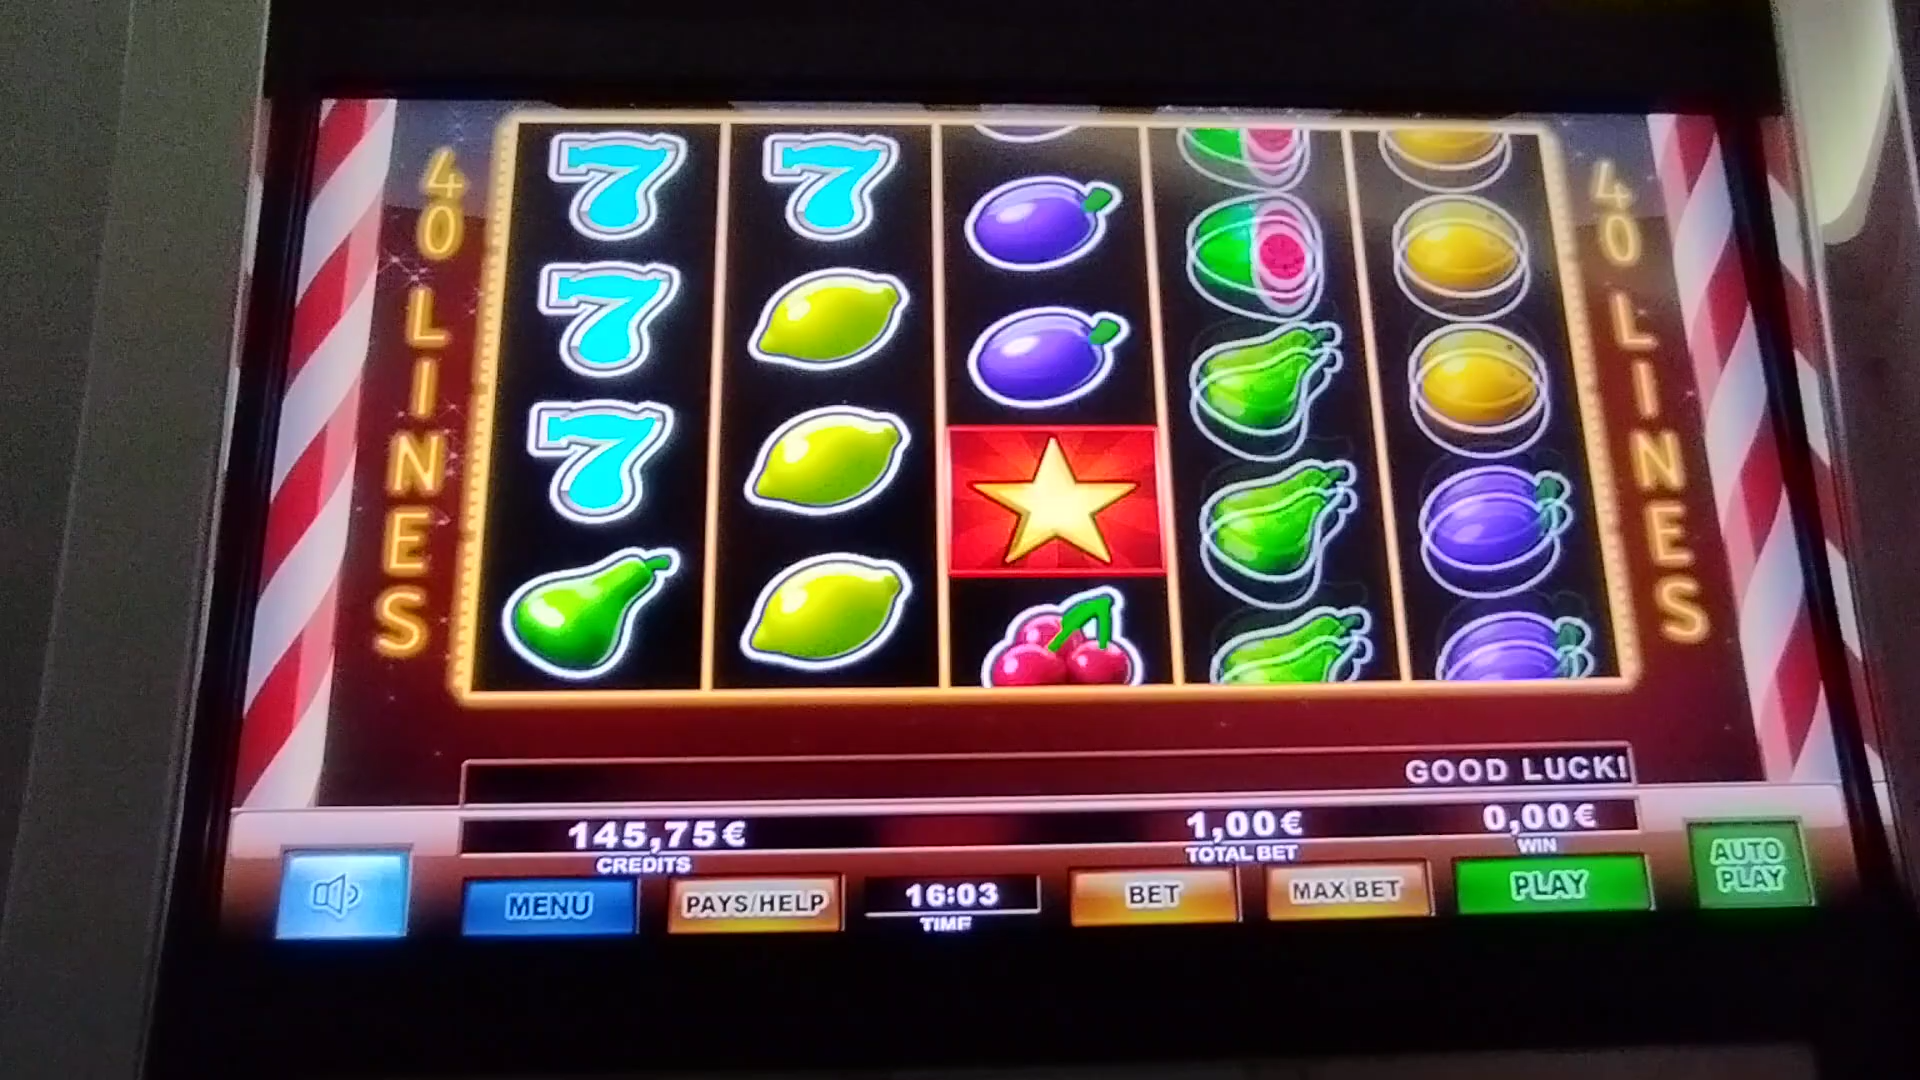 40 LINES
40 LINES
GOOD LUCK!
145,75€
CREDITS
1,00€
TOTAL BET
0,00€
WIN
MENU
PAYS/HELP
16:03
TIME
BET
MAX BET
PLAY
AUTO
PLAY